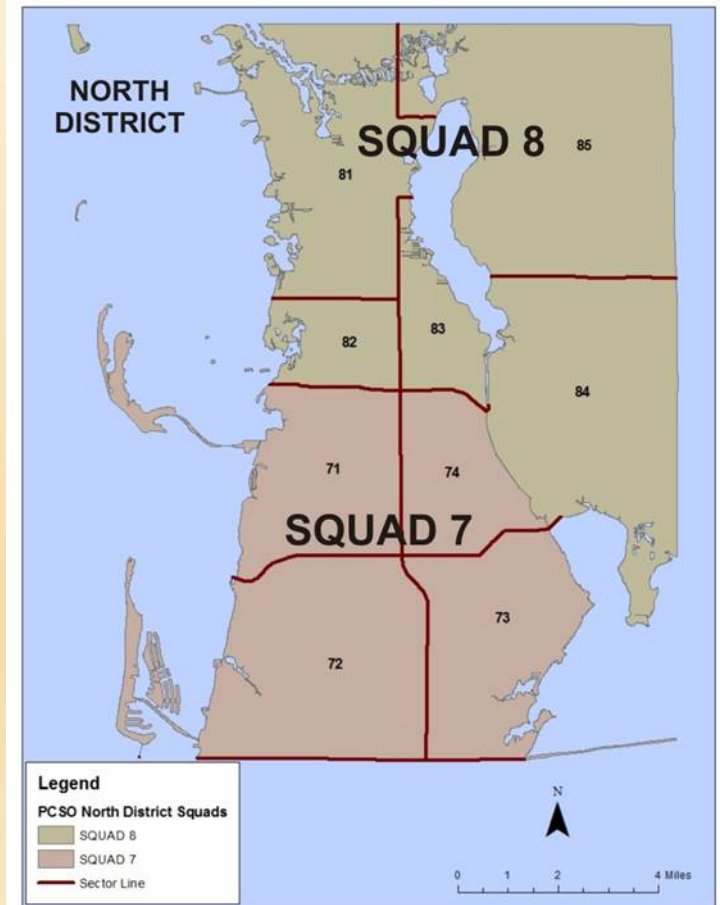 NORTH
DISTRICT
SQUAD 8
85
81
82
83
84
71
74
SQUAD 7
73
72
Legend
PCSO North District Squads
SQUAD 8
SQUAD 7
Sector Line
N
0 1 2 4 Miles